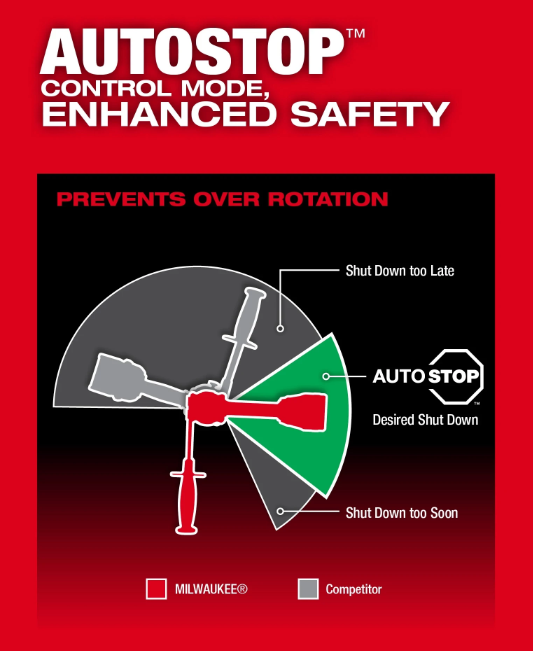 AUTOSTOP™
CONTROL MODE,
ENHANCED SAFETY
PREVENTS OVER ROTATION
Shut Down too Late
AUTO STOP™
Desired Shut Down
Shut Down too Soon
MILWAUKEE®
Competitor